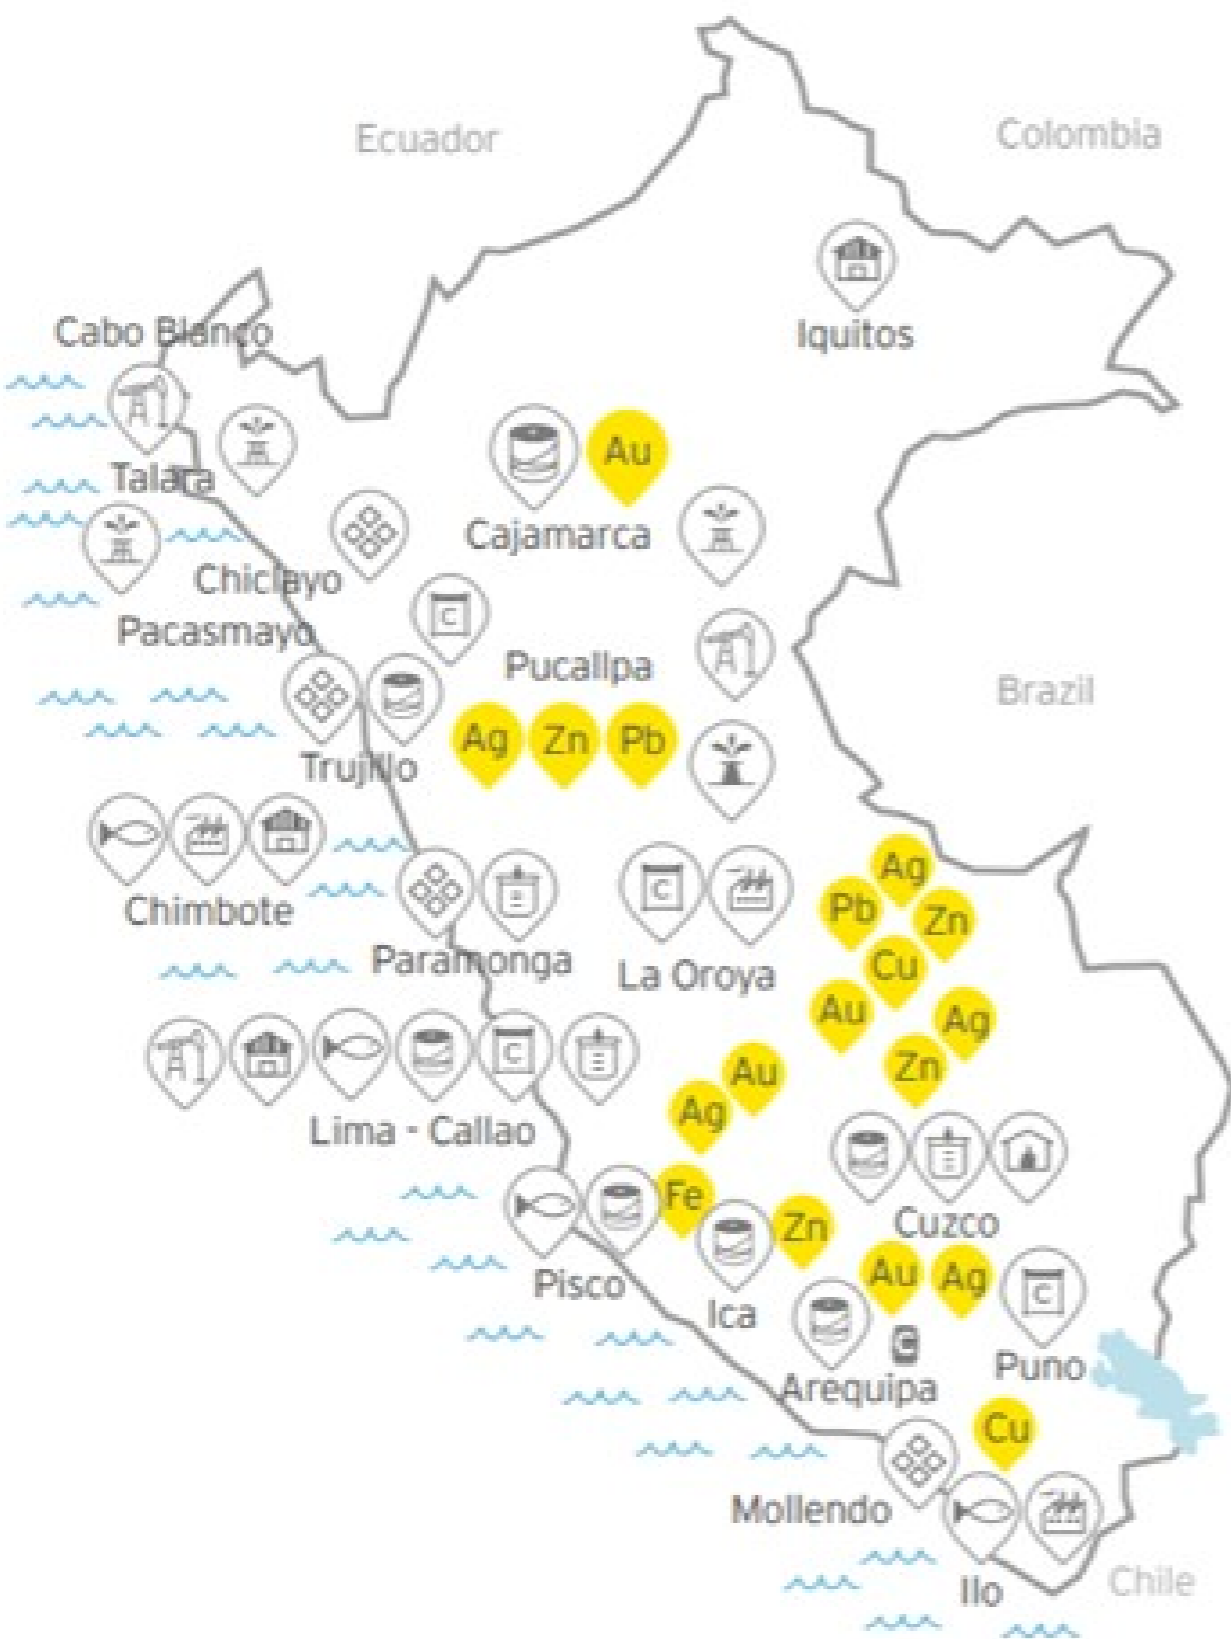 Ecuador
Colombia
Iquitos
Cabo Blanco
Talara
Au
Cajamarca
Chiclayo
Pacasmayo
C
Pucallpa
Brazil
Ag Zn Pb
Trujillo
Chimbote
Paramonga
C
La Oroya
Ag
Pb
Zn
Cu
Au
Ag
Zn
C
Lima - Callao
Au
Ag
Fe
Zn
Cuzco
Pisco
Ica
Au Ag
C
Puno
Arequipa
Cu
Mollendo
Ilo
Chile